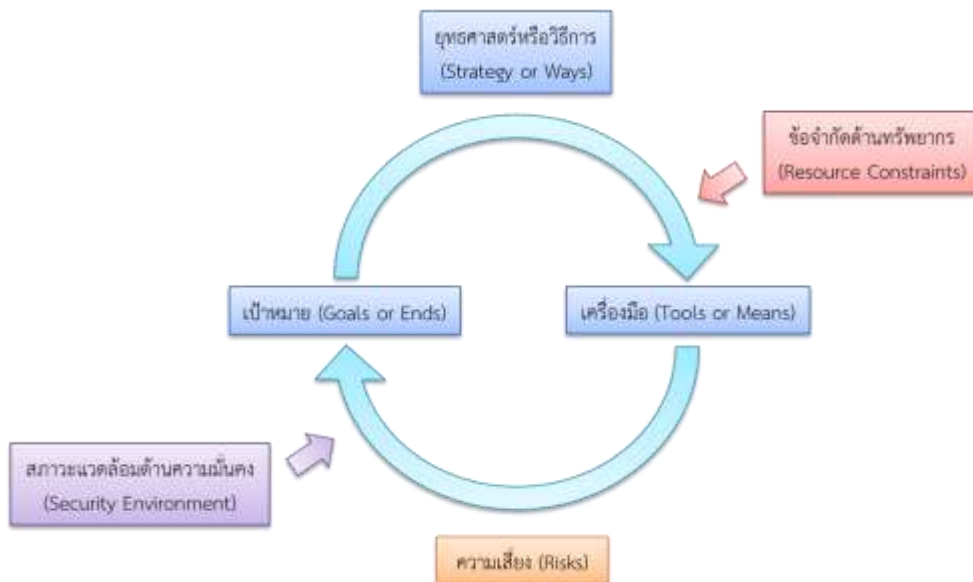 ยุทธศาสตร์หรือวิธีการ
(Strategy or Ways)
ข้อจำกัดด้านทรัพยากร
(Resource Constraints)
เป้าหมาย (Goals or Ends)
เครื่องมือ (Tools or Means)
สภาวะแวดล้อมด้านความมั่นคง
(Security Environment)
ความเสี่ยง (Risks)